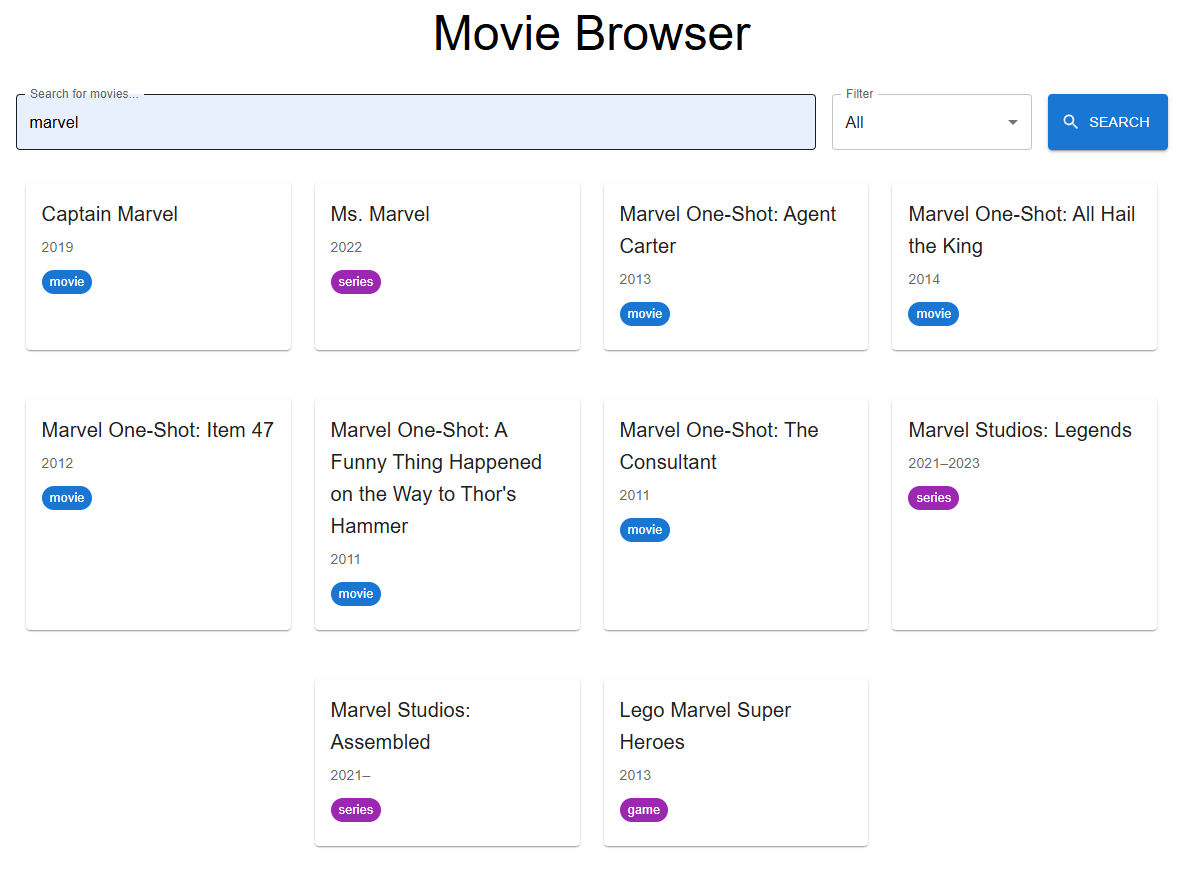 Movie Browser
Search for movies...
marvel
Filter
All
SEARCH
Captain Marvel
2019
movie
Ms. Marvel
2022
series
Marvel One-Shot: Agent
Carter
2013
movie
Marvel One-Shot: All Hail
the King
2014
movie
Marvel One-Shot: Item 47
2012
movie
Marvel One-Shot: A
Funny Thing Happened
on the Way to Thor's
Hammer
2011
movie
Marvel One-Shot: The
Consultant
2011
movie
Marvel Studios: Legends
2021–2023
series
Marvel Studios:
Assembled
2021–
series
Lego Marvel Super
Heroes
2013
game